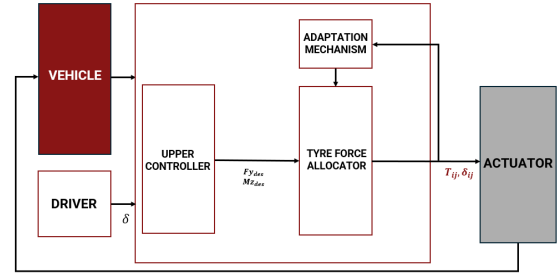 VEHICLE
DRIVER
δ
UPPER
CONTROLLER
Fy_des
Mz_des
ADAPTATION
MECHANISM
TYRE FORCE
ALLOCATOR
T_ij, δ_ij
ACTUATOR